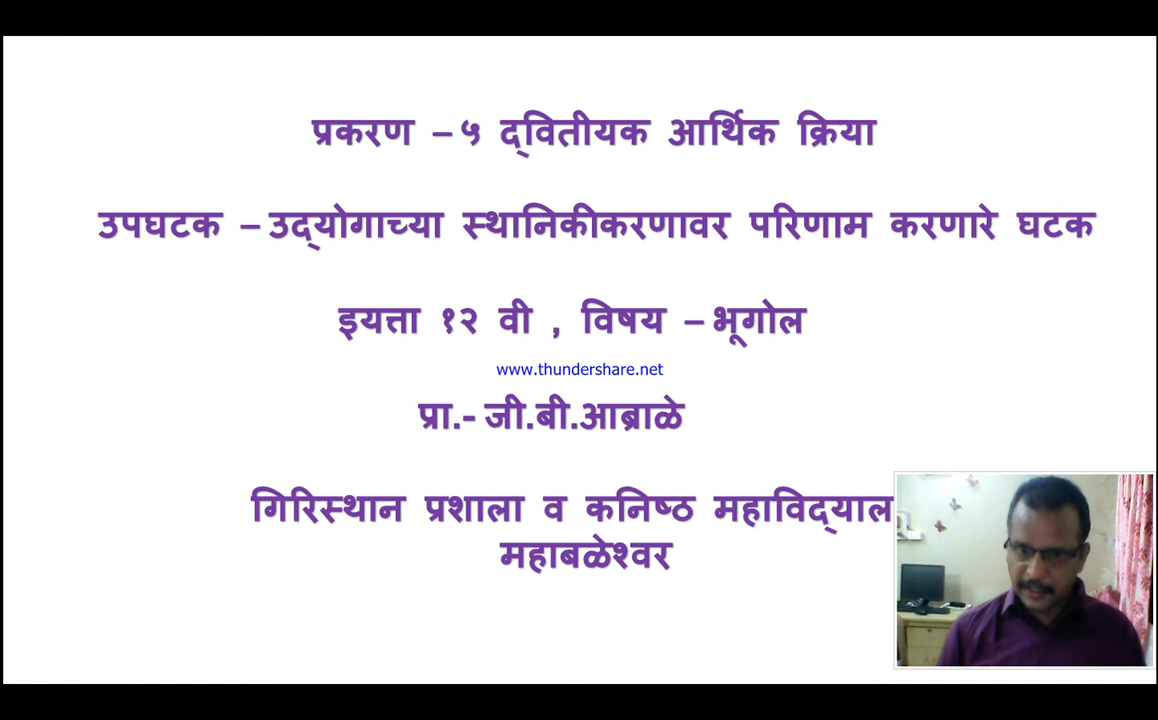 प्रकरण – ५ द्वितीयक आर्थिक क्रिया
उपघटक – उद्योगाच्या स्थानिकीकरणावर परिणाम करणारे घटक
इयत्ता १२ वी , विषय – भूगोल
www.thundershare.net
प्रा.- जी.बी.आब्राळे
गिरिस्थान प्रशाला व कनिष्ठ महाविद्याल
महाबळेश्वर